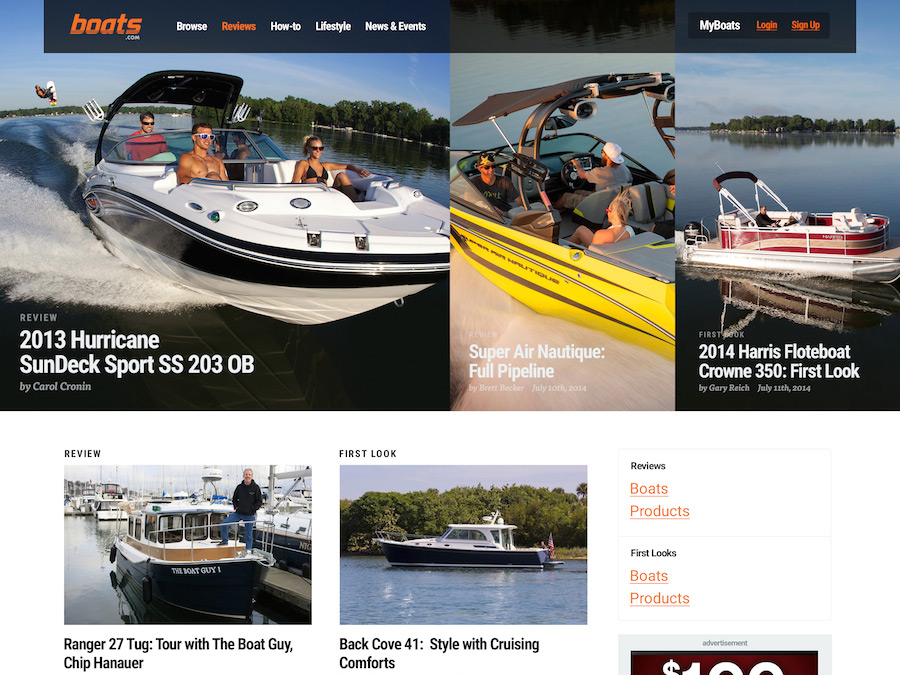 boats
.COM
Browse Reviews How-to Lifestyle News & Events
MyBoats Login Sign Up
REVIEW
2013 Hurricane
SunDeck Sport SS 203 OB
by Carol Cronin
SUPER AIR NAUTIQUE
REVIEW
Super Air Nautique:
Full Pipeline
by Brett Becker July 10th, 2014
FIRST LOOK
2014 Harris Floteboat
Crowne 350: First Look
by Gary Reich July 11th, 2014
REVIEW
THE BOAT GUY I
Ranger 27 Tug: Tour with The Boat Guy,
Chip Hanauer
FIRST LOOK
Back Cove 41: Style with Cruising
Comforts
Reviews
Boats
Products
First Looks
Boats
Products
advertisement